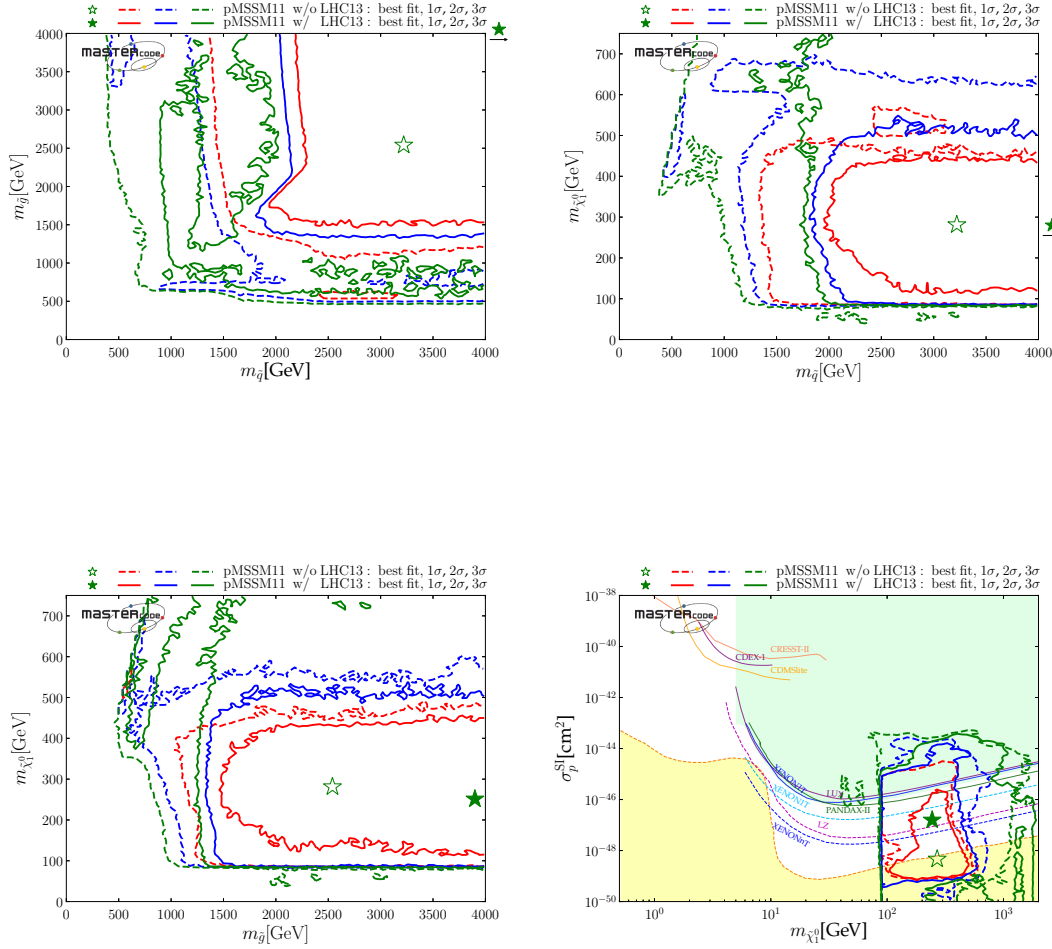 pMSSM11 w/o LHC13 : best fit, 1σ, 2σ, 3σ
pMSSM11 w/ LHC13 : best fit, 1σ, 2σ, 3σ
MASTERCODE
4000
3500
3000
2500
2000
1500
1000
500
0
m_g̃[GeV]
0 500 1000 1500 2000 2500 3000 3500 4000
m_q̃[GeV]
pMSSM11 w/o LHC13 : best fit, 1σ, 2σ, 3σ
pMSSM11 w/ LHC13 : best fit, 1σ, 2σ, 3σ
MASTERCODE
700
600
500
400
300
200
100
0
m_χ̃₁⁰[GeV]
0 500 1000 1500 2000 2500 3000 3500 4000
m_q̃[GeV]
pMSSM11 w/o LHC13 : best fit, 1σ, 2σ, 3σ
pMSSM11 w/ LHC13 : best fit, 1σ, 2σ, 3σ
MASTERCODE
700
600
500
400
300
200
100
0
m_χ̃₁⁰[GeV]
0 500 1000 1500 2000 2500 3000 3500 4000
m_g̃[GeV]
pMSSM11 w/o LHC13 : best fit, 1σ, 2σ, 3σ
pMSSM11 w/ LHC13 : best fit, 1σ, 2σ, 3σ
MASTERCODE
10⁻³⁸
10⁻⁴⁰
10⁻⁴²
10⁻⁴⁴
10⁻⁴⁶
10⁻⁴⁸
10⁻⁵⁰
σ_p^SI[cm²]
CRESST-II
CDEX-1
CDMSlite
XENON1T
LUX
XENON1T
PANDAX-II
LZ
XENONnT
10⁰ 10¹ 10² 10³
m_χ̃₁⁰[GeV]